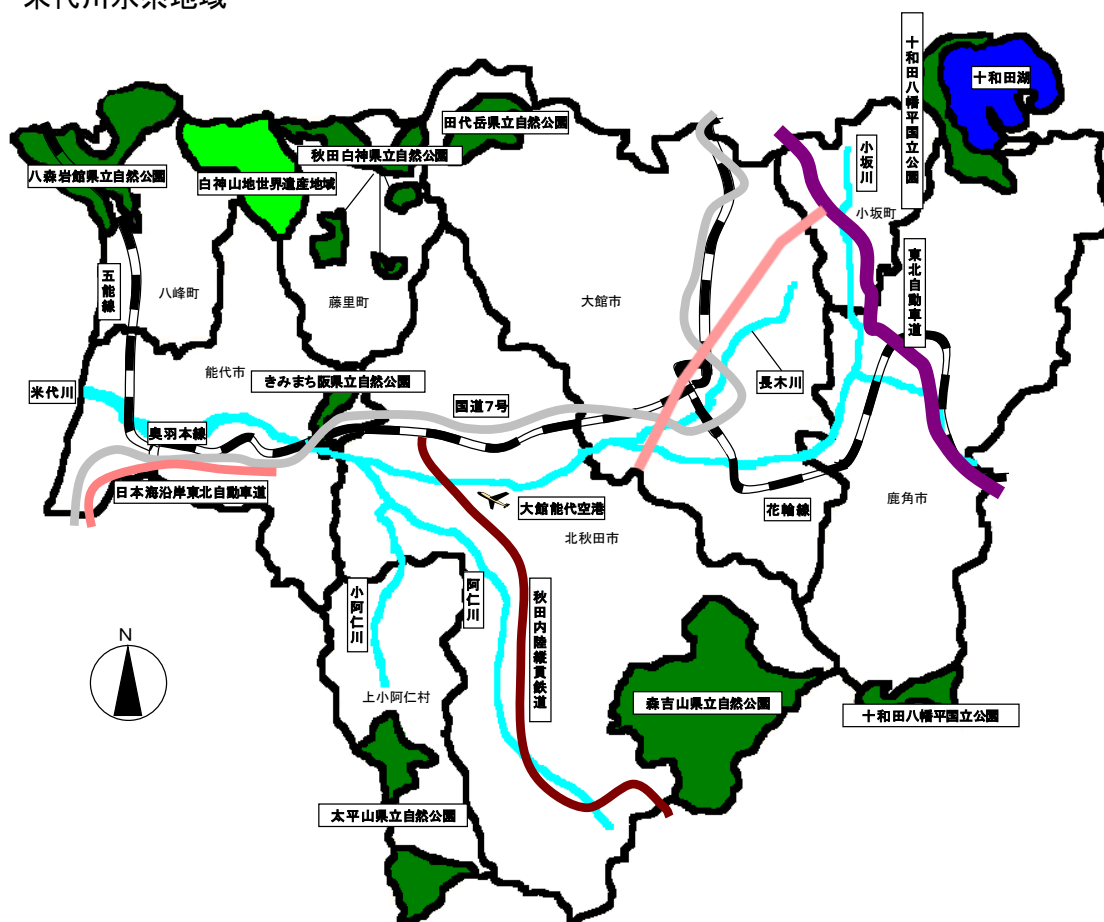 米代川水系地域
十和田八幡平国立公園
十和田湖
田代岳県立自然公園
秋田白神県立自然公園
小坂川
八森岩館県立自然公園
白神山地世界遺産地域
小坂町
東北自動車道
五能線
八峰町
藤里町
大館市
能代市
きみまち阪県立自然公園
米代川
国道7号
長木川
奥羽本線
日本海沿岸東北自動車道
大館能代空港
花輪線
鹿角市
北秋田市
小阿仁川
阿仁川
秋田内陸縦貫鉄道
N
上小阿仁村
森吉山県立自然公園
十和田八幡平国立公園
太平山県立自然公園